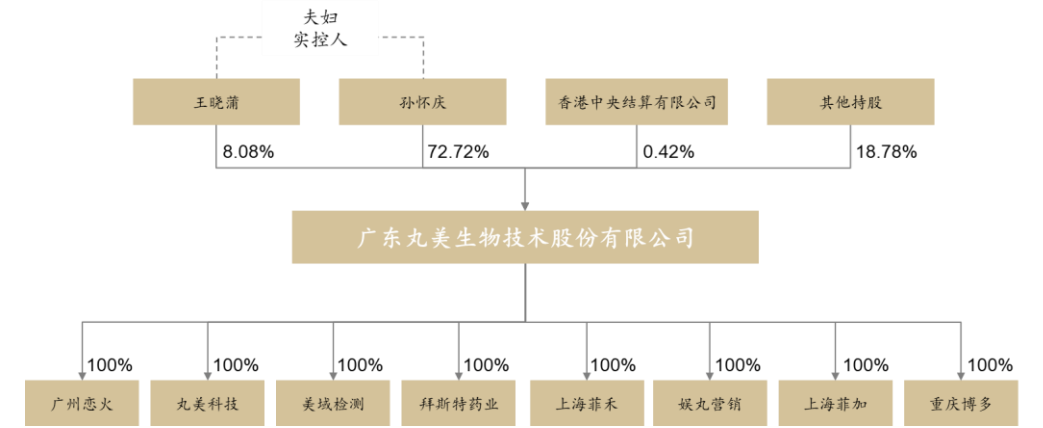 夫妇
实控人
王晓蒲
孙怀庆
香港中央结算有限公司
其他持股
8.08%
72.72%
0.42%
18.78%
广东丸美生物技术股份有限公司
100%
100%
100%
100%
100%
100%
100%
100%
广州恋火
丸美科技
美域检测
拜斯特药业
上海菲禾
娱丸营销
上海菲加
重庆博多